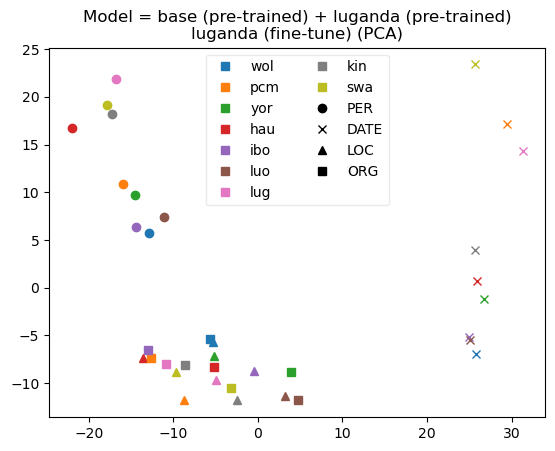 Model = base (pre-trained) + luganda (pre-trained)
luganda (fine-tune) (PCA)
25
20
15
10
5
0
−5
−10
−20
−10
0
10
20
30
wol
pcm
yor
hau
ibo
luo
lug
kin
swa
PER
DATE
LOC
ORG